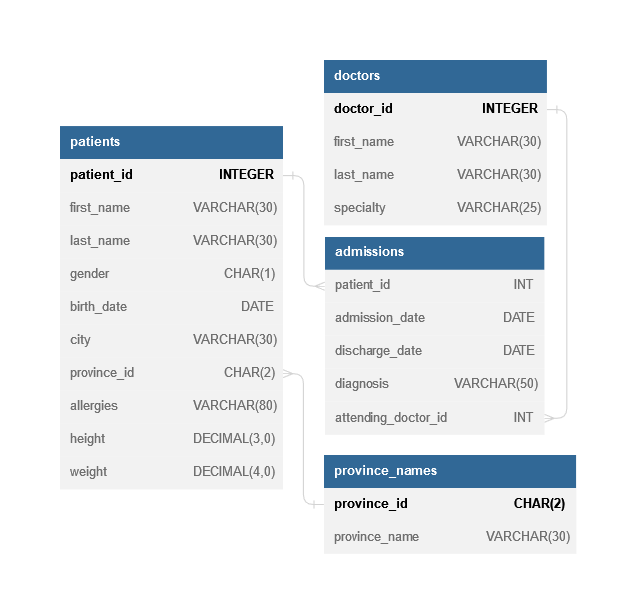 patients
patient_id INTEGER
first_name VARCHAR(30)
last_name VARCHAR(30)
gender CHAR(1)
birth_date DATE
city VARCHAR(30)
province_id CHAR(2)
allergies VARCHAR(80)
height DECIMAL(3,0)
weight DECIMAL(4,0)
doctors
doctor_id INTEGER
first_name VARCHAR(30)
last_name VARCHAR(30)
specialty VARCHAR(25)
admissions
patient_id INT
admission_date DATE
discharge_date DATE
diagnosis VARCHAR(50)
attending_doctor_id INT
province_names
province_id CHAR(2)
province_name VARCHAR(30)